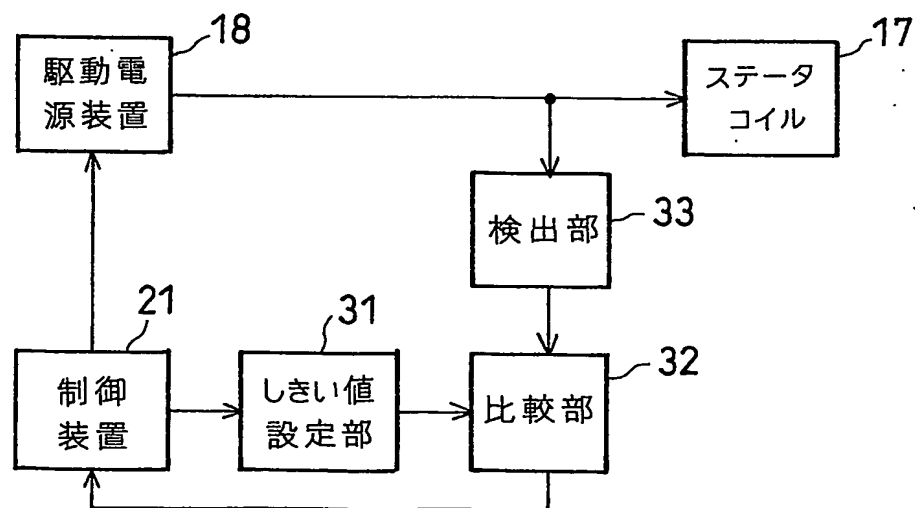 18
駆動電
源装置
17
ステータ
コイル
33
検出部
21
制御
装置
31
しきい値
設定部
32
比較部